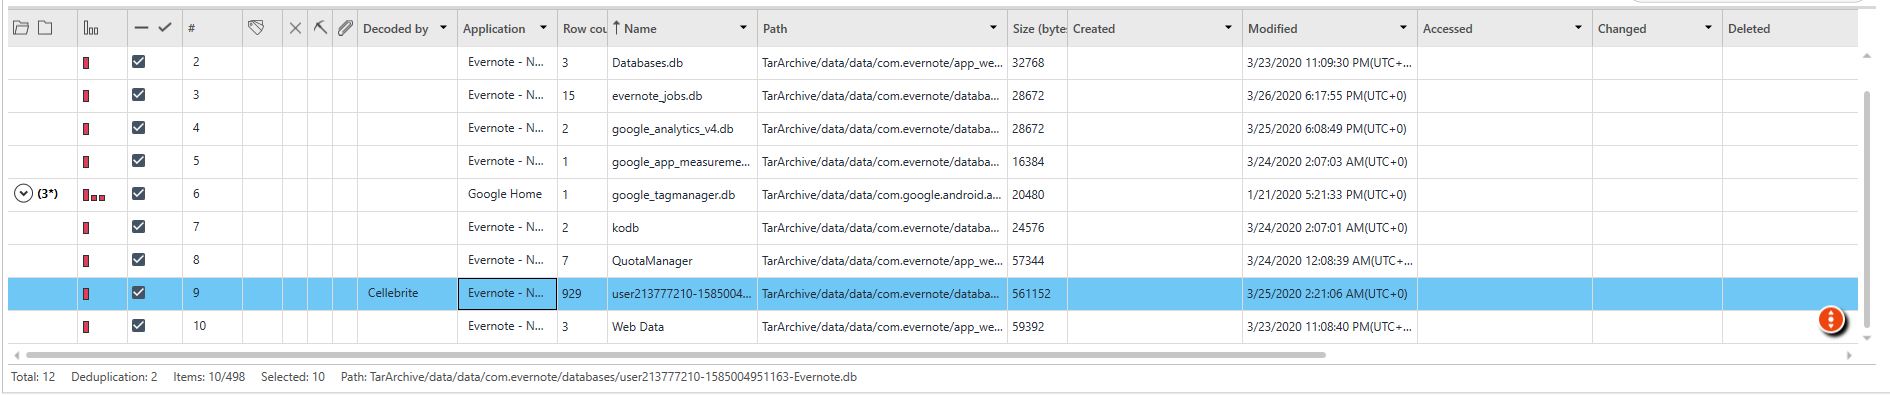 # Decoded by Application Row cou Name Path Size (byte: Created Modified Accessed Changed Deleted
2 Evernote - N... 3 Databases.db TarArchive/data/data/com.evernote/app_we... 32768 3/23/2020 11:09:30 PM(UTC+...
3 Evernote - N... 15 evernote_jobs.db TarArchive/data/data/com.evernote/databa... 28672 3/26/2020 6:17:55 PM(UTC+0)
4 Evernote - N... 2 google_analytics_v4.db TarArchive/data/data/com.evernote/databa... 28672 3/25/2020 6:08:49 PM(UTC+0)
5 Evernote - N... 1 google_app_measureme... TarArchive/data/data/com.evernote/databa... 16384 3/24/2020 2:07:03 AM(UTC+0)
(3*) 6 Google Home 1 google_tagmanager.db TarArchive/data/data/com.google.android.a... 20480 1/21/2020 5:21:33 PM(UTC+0)
7 Evernote - N... 2 kodb TarArchive/data/data/com.evernote/databa... 24576 3/24/2020 2:07:01 AM(UTC+0)
8 Evernote - N... 7 QuotaManager TarArchive/data/data/com.evernote/app_we... 57344 3/24/2020 12:08:39 AM(UTC+...
9 Cellebrite Evernote - N... 929 user213777210-1585004... TarArchive/data/data/com.evernote/databa... 561152 3/25/2020 2:21:06 AM(UTC+0)
10 Evernote - N... 3 Web Data TarArchive/data/data/com.evernote/app_we... 59392 3/23/2020 11:08:40 PM(UTC+...
Total: 12 Deduplication: 2 Items: 10/498 Selected: 10 Path: TarArchive/data/data/com.evernote/databases/user213777210-1585004951163-Evernote.db